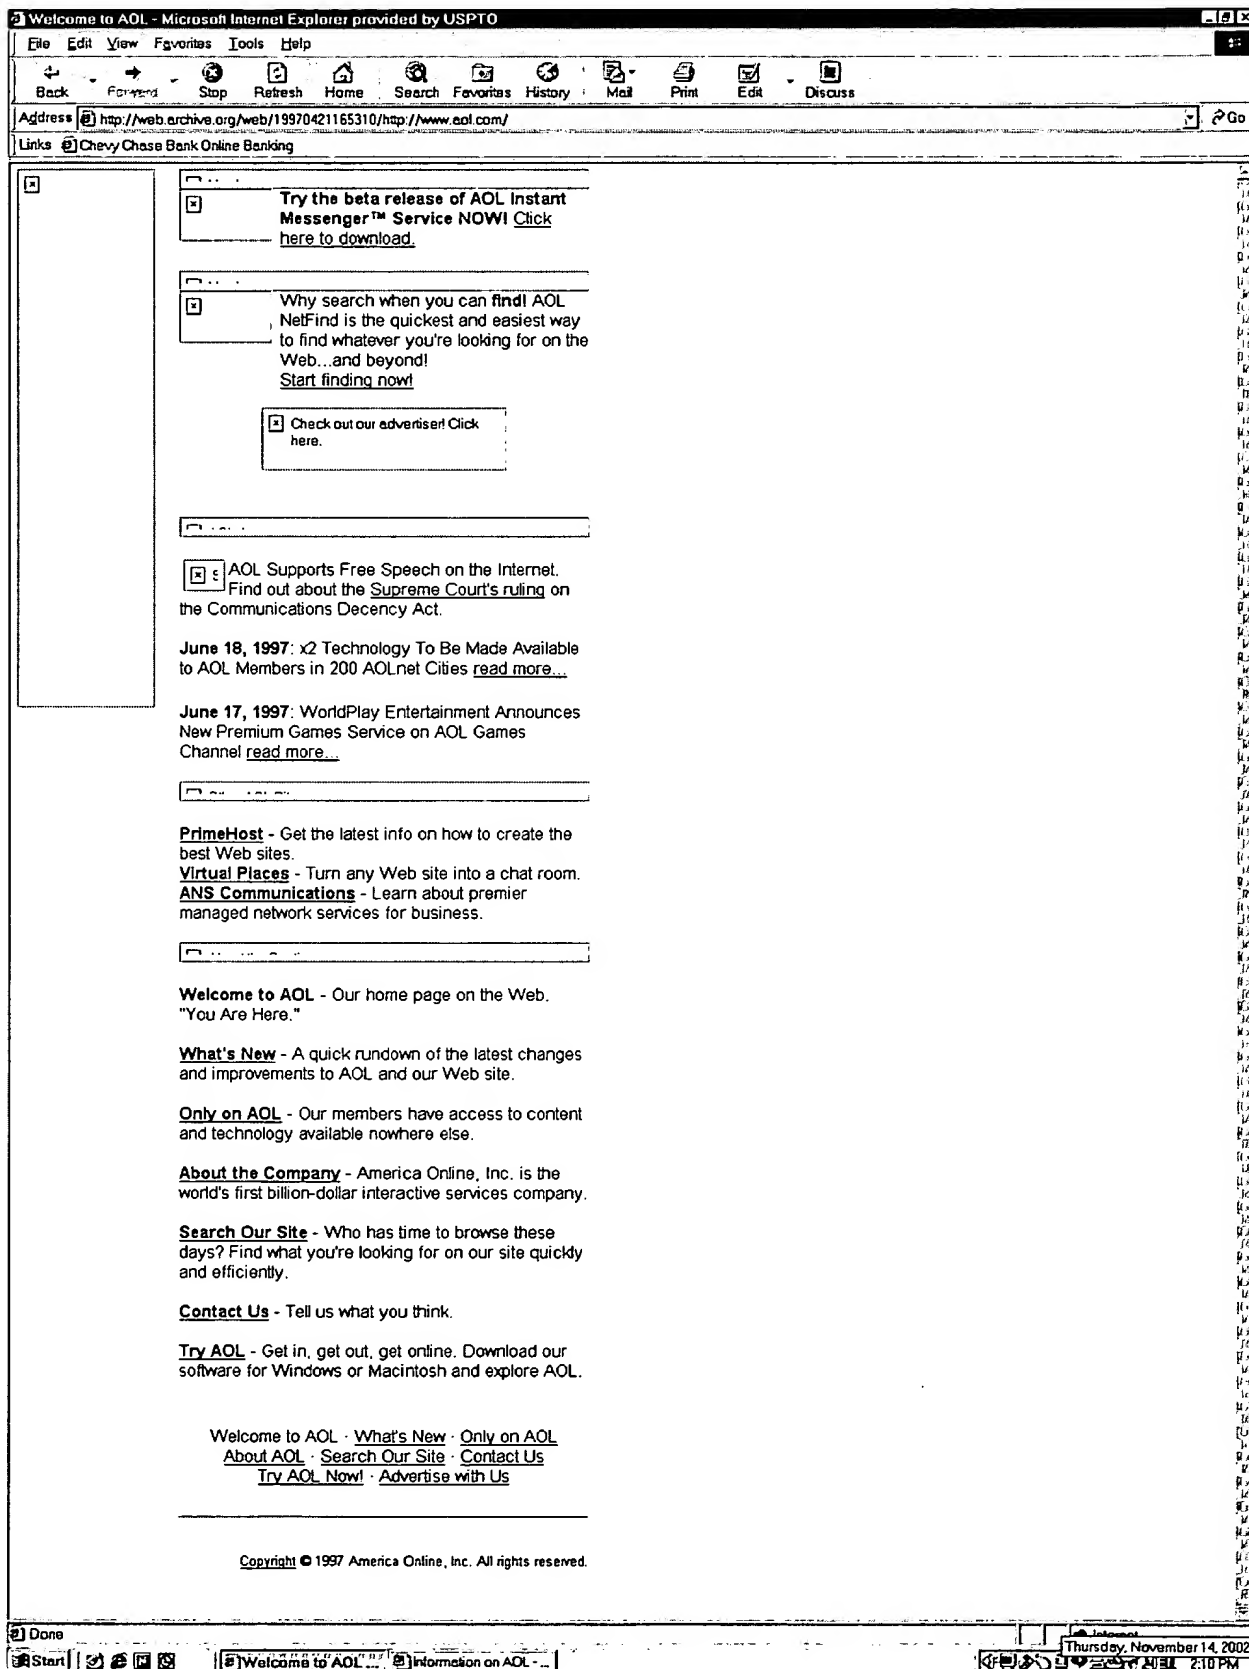 Welcome to AOL - Microsoft Internet Explorer provided by USPTO
File Edit View Favorites Tools Help
Back Forward Stop Refresh Home Search Favorites History Mail Print Edit Discuss
Address http://web.archive.org/web/19970421165310/http://www.aol.com/ Go
Links Chevy Chase Bank Online Banking
Try the beta release of AOL Instant
Messenger™ Service NOW! Click
here to download.
Why search when you can find! AOL
NetFind is the quickest and easiest way
to find whatever you're looking for on the
Web...and beyond!
Start finding now!
Check out our advertiser! Click
here.
AOL Supports Free Speech on the Internet.
Find out about the Supreme Court's ruling on
the Communications Decency Act.
June 18, 1997: x2 Technology To Be Made Available
to AOL Members in 200 AOLnet Cities read more...
June 17, 1997: WorldPlay Entertainment Announces
New Premium Games Service on AOL Games
Channel read more...
PrimeHost - Get the latest info on how to create the
best Web sites.
Virtual Places - Turn any Web site into a chat room.
ANS Communications - Learn about premier
managed network services for business.
Welcome to AOL - Our home page on the Web.
"You Are Here."
What's New - A quick rundown of the latest changes
and improvements to AOL and our Web site.
Only on AOL - Our members have access to content
and technology available nowhere else.
About the Company - America Online, Inc. is the
world's first billion-dollar interactive services company.
Search Our Site - Who has time to browse these
days? Find what you're looking for on our site quickly
and efficiently.
Contact Us - Tell us what you think.
Try AOL - Get in, get out, get online. Download our
software for Windows or Macintosh and explore AOL.
Welcome to AOL · What's New · Only on AOL
About AOL · Search Our Site · Contact Us
Try AOL Now! · Advertise with Us
Copyright © 1997 America Online, Inc. All rights reserved.
Done Internet
Thursday, November 14, 2002
Start Welcome to AOL ... Information on AOL - ... 2:10 PM